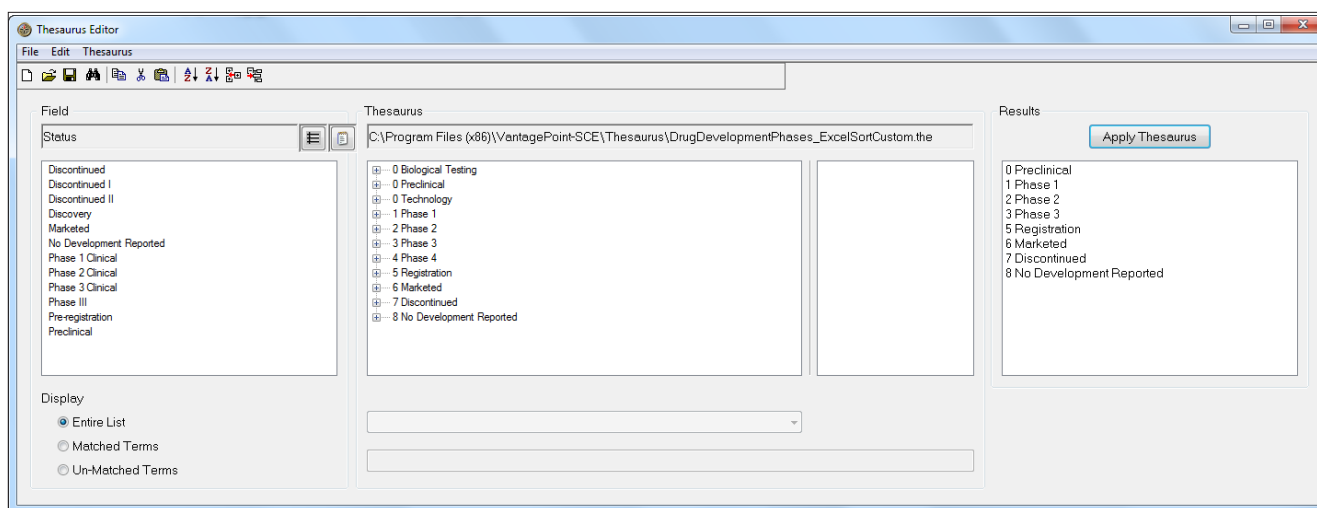 Thesaurus Editor
File Edit Thesaurus
Field
Status
Discontinued
Discontinued I
Discontinued II
Discovery
Marketed
No Development Reported
Phase 1 Clinical
Phase 2 Clinical
Phase 3 Clinical
Phase III
Pre-registration
Preclinical
Display
Entire List
Matched Terms
Un-Matched Terms
Thesaurus
C:\Program Files (x86)\VantagePoint-SCE\Thesaurus\DrugDevelopmentPhases_ExcelSortCustom.the
0 Biological Testing
0 Preclinical
0 Technology
1 Phase 1
2 Phase 2
3 Phase 3
4 Phase 4
5 Registration
6 Marketed
7 Discontinued
8 No Development Reported
Results
Apply Thesaurus
0 Preclinical
1 Phase 1
2 Phase 2
3 Phase 3
5 Registration
6 Marketed
7 Discontinued
8 No Development Reported